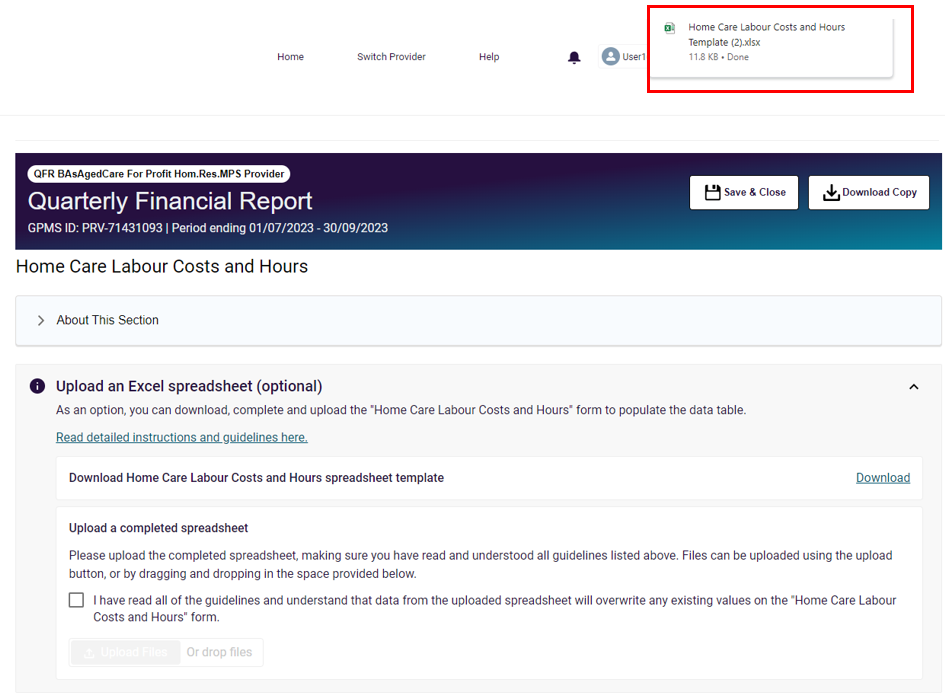 Home Care Labour Costs and Hours
Template (2).xlsx
11.8 KB • Done
Home
Switch Provider
Help
User1
QFR BAsAgedCare For Profit Hom.Res.MPS Provider
Quarterly Financial Report
GPMS ID: PRV-71431093 | Period ending 01/07/2023 - 30/09/2023
Save & Close
Download Copy
Home Care Labour Costs and Hours
About This Section
Upload an Excel spreadsheet (optional)
As an option, you can download, complete and upload the "Home Care Labour Costs and Hours" form to populate the data table.
Read detailed instructions and guidelines here.
Download Home Care Labour Costs and Hours spreadsheet template
Download
Upload a completed spreadsheet
Please upload the completed spreadsheet, making sure you have read and understood all guidelines listed above. Files can be uploaded using the upload
button, or by dragging and dropping in the space provided below.
I have read all of the guidelines and understand that data from the uploaded spreadsheet will overwrite any existing values on the "Home Care Labour
Costs and Hours" form.
Upload Files
Or drop files